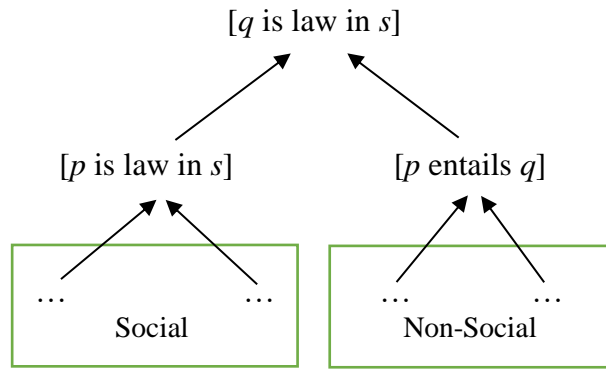 [q is law in s]
[p is law in s] [p entails q]
… … … …
Social Non-Social